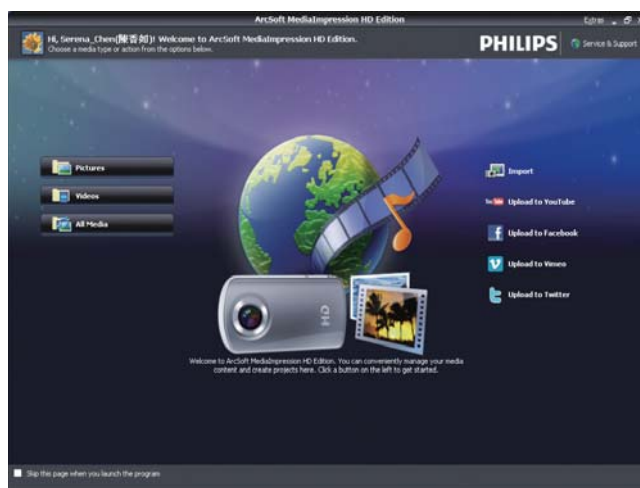 ArcSoft MediaImpression HD Edition
Extras
Hi, Serena_Chen(陳香如)! Welcome to ArcSoft MediaImpression HD Edition.
Choose a media type or action from the options below.
PHILIPS
Service & Support
Pictures
Videos
All Media
Import
Upload to YouTube
Upload to Facebook
Upload to Vimeo
Upload to Twitter
HD
Welcome to ArcSoft MediaImpression HD Edition. You can conveniently manage your media
content and create projects here. Click a button on the left to get started.
Skip this page when you launch the program